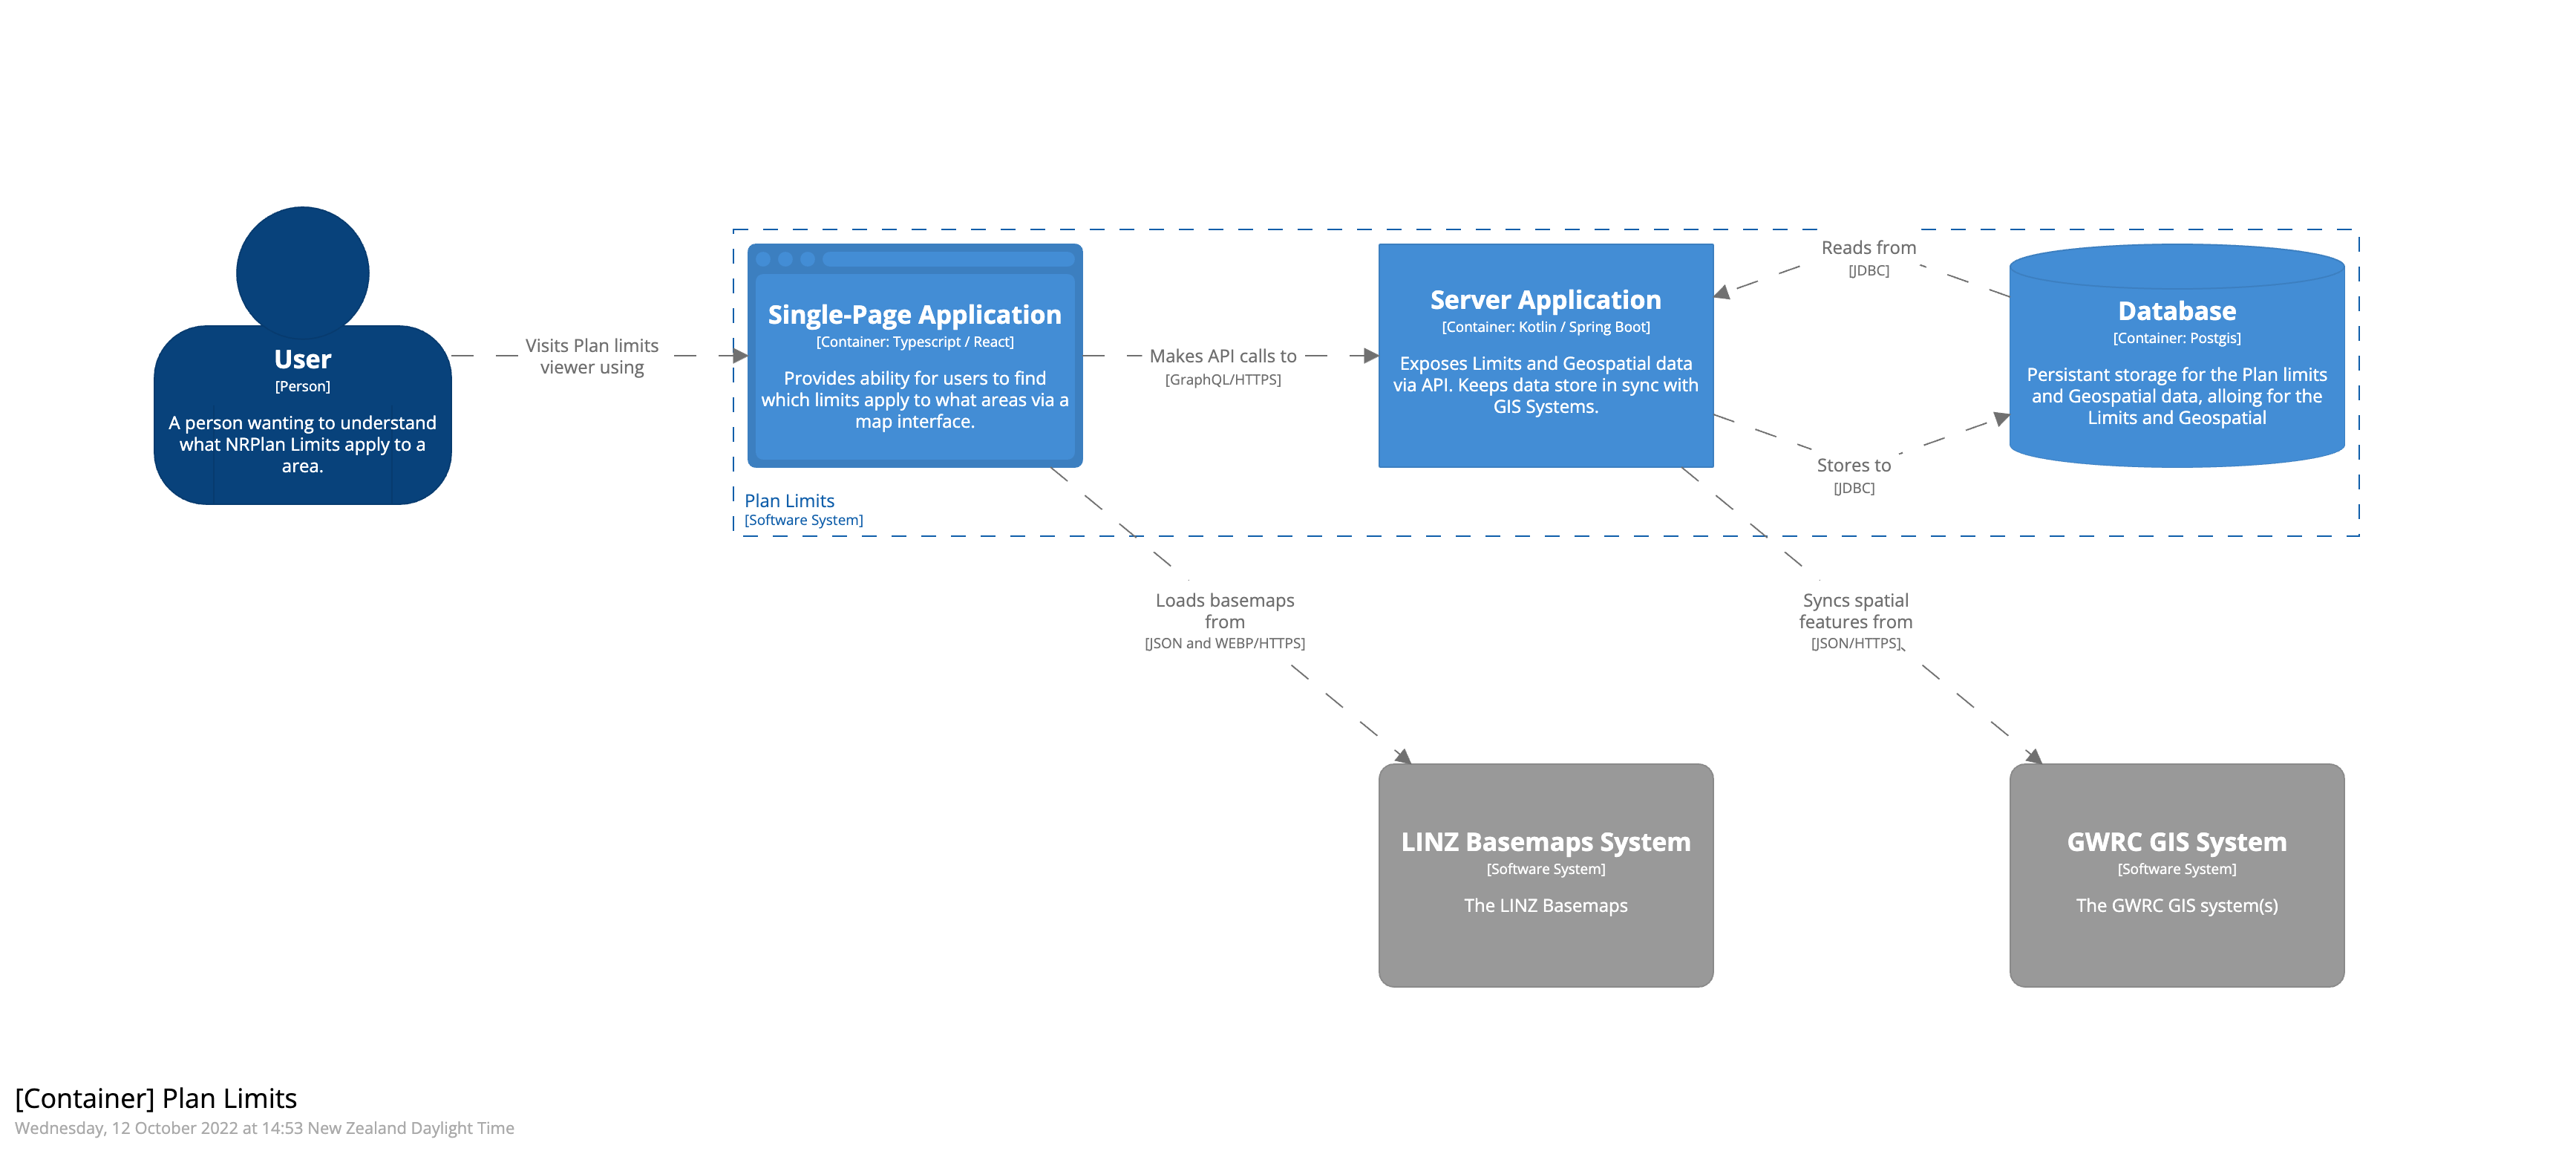 User
[Person]
A person wanting to understand
what NRPlan Limits apply to a
area.
Visits Plan limits
viewer using
Single-Page Application
[Container: Typescript / React]
Provides ability for users to find
which limits apply to what areas via a
map interface.
Plan Limits
[Software System]
Makes API calls to
[GraphQL/HTTPS]
Server Application
[Container: Kotlin / Spring Boot]
Exposes Limits and Geospatial data
via API. Keeps data store in sync with
GIS Systems.
Reads from
[JDBC]
Stores to
[JDBC]
Database
[Container: Postgis]
Persistant storage for the Plan limits
and Geospatial data, alloing for the
Limits and Geospatial
Loads basemaps
from
[JSON and WEBP/HTTPS]
Syncs spatial
features from
[JSON/HTTPS]
LINZ Basemaps System
[Software System]
The LINZ Basemaps
GWRC GIS System
[Software System]
The GWRC GIS system(s)
[Container] Plan Limits
Wednesday, 12 October 2022 at 14:53 New Zealand Daylight Time